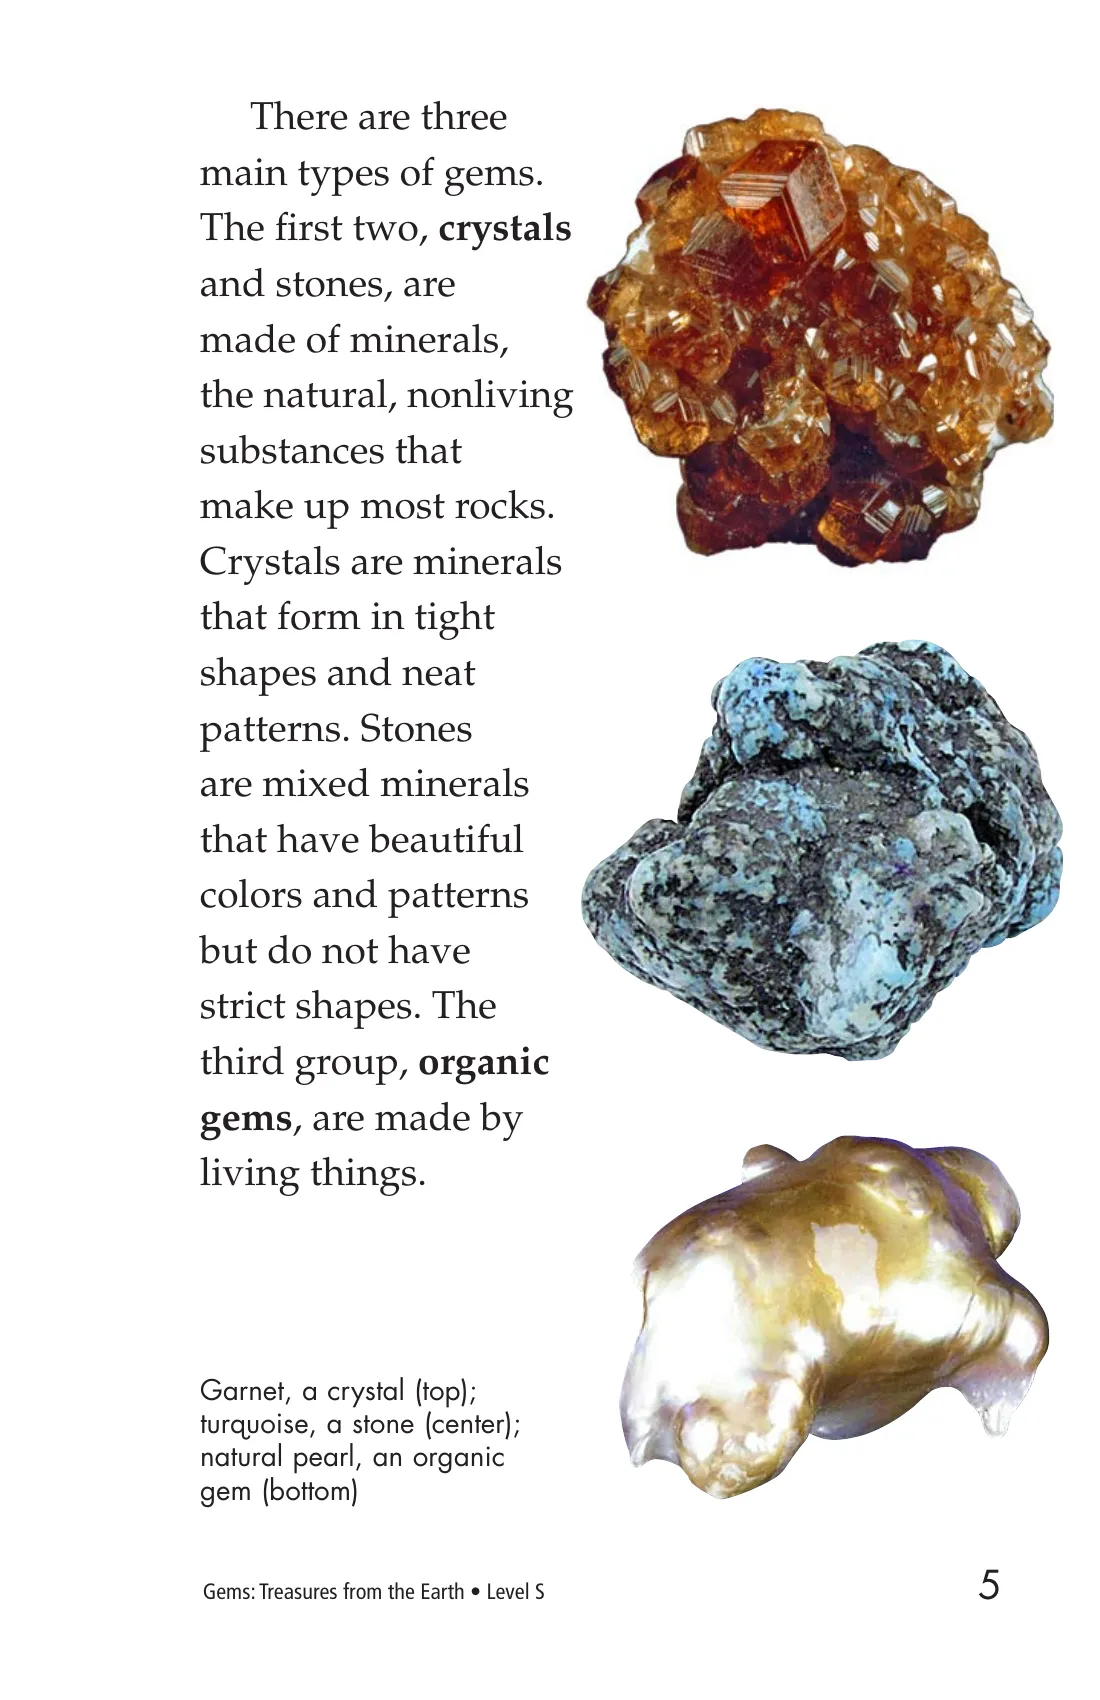 There are three
main types of gems.
The first two, crystals
and stones, are
made of minerals,
the natural, nonliving
substances that
make up most rocks.
Crystals are minerals
that form in tight
shapes and neat
patterns. Stones
are mixed minerals
that have beautiful
colors and patterns
but do not have
strict shapes. The
third group, organic
gems, are made by
living things.
Garnet, a crystal (top);
turquoise, a stone (center);
natural pearl, an organic
gem (bottom)
Gems: Treasures from the Earth • Level S
5